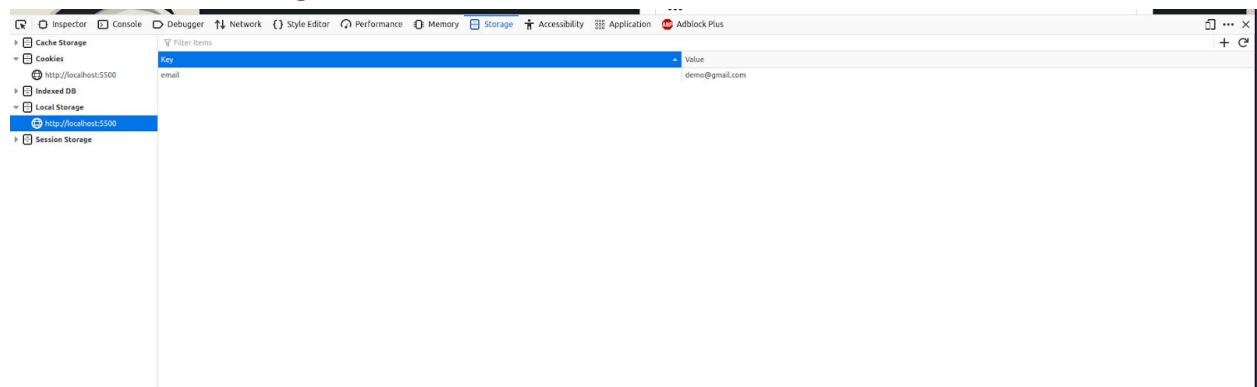 Inspector Console Debugger Network Style Editor Performance Memory Storage Accessibility Application ABP Adblock Plus
Cache Storage
Filter Items
Cookies
Key Value
http://localhost:5500
email demo@gmail.com
Indexed DB
Local Storage
http://localhost:5500
Session Storage